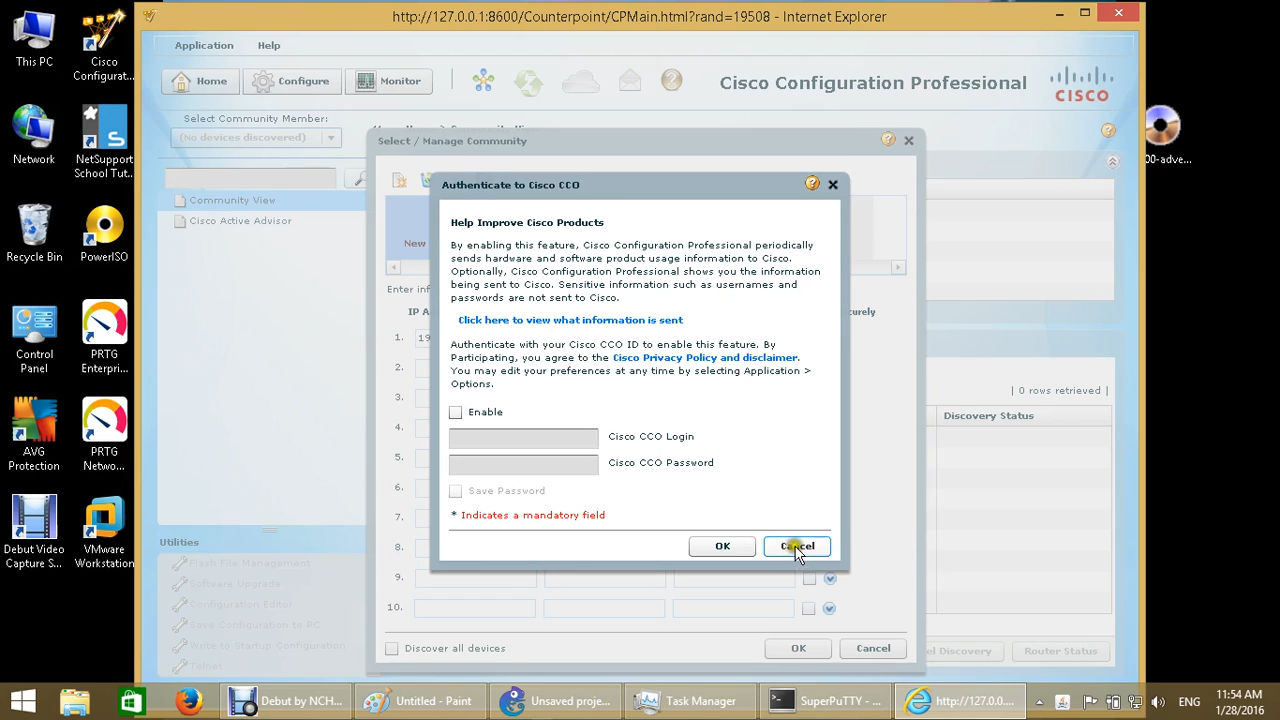 http://127.0.0.1:8600/Counterpoint/CPMain.html?rand=19508 - Internet Explorer
This PC
Cisco
Configurat...
Network
NetSupport
School Tut...
Recycle Bin
PowerISO
Control
Panel
PRTG
Enterpri...
AVG
Protection
PRTG
Netwo...
Debut Video
Capture S...
VMware
Workstation
00-adve...
Application
Help
Home
Configure
Monitor
Cisco Configuration Professional
CISCO
Select Community Member:
(No devices discovered)
Community View
Cisco Active Advisor
Utilities
Flash File Management
Software Upgrade
Configuration Editor
Save Configuration to PC
Write to Startup Configuration
Telnet
Select / Manage Community
New
Enter inf
IP A
curely
1. 19
2.
3.
4.
5.
6.
7.
8.
9.
10.
Discover all devices
OK
Cancel
Authenticate to Cisco CCO
Help Improve Cisco Products
By enabling this feature, Cisco Configuration Professional periodically
sends hardware and software product usage information to Cisco.
Optionally, Cisco Configuration Professional shows you the information
being sent to Cisco. Sensitive information such as usernames and
passwords are not sent to Cisco.
Click here to view what information is sent
Authenticate with your Cisco CCO ID to enable this feature. By
Participating, you agree to the Cisco Privacy Policy and disclaimer.
You may edit your preferences at any time by selecting Application >
Options.
Enable
Cisco CCO Login
Cisco CCO Password
Save Password
* Indicates a mandatory field
OK
Cancel
| 0 rows retrieved |
Discovery Status
el Discovery
Router Status
Debut by NCH...
Untitled - Paint
Unsaved proje...
Task Manager
SuperPuTTY - ...
http://127.0.0....
ENG
11:54 AM
1/28/2016